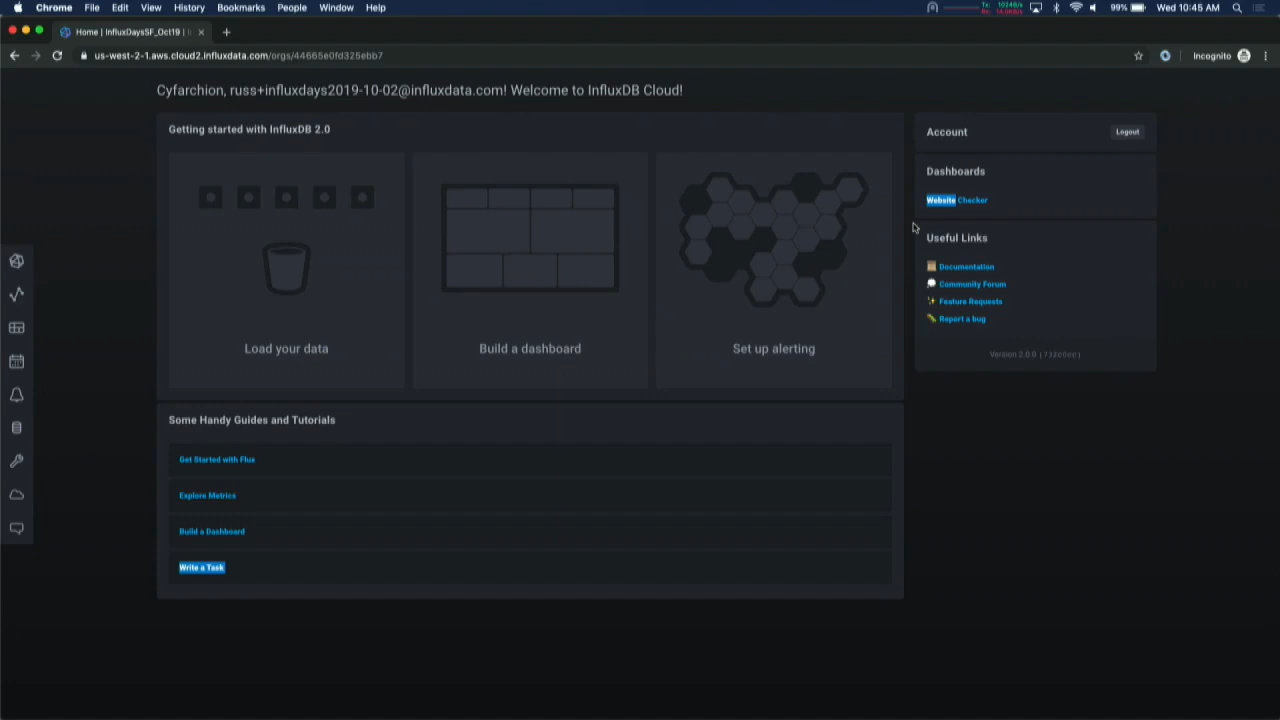 Chrome File Edit View History Bookmarks People Window Help
99% Wed 10:45 AM
Home | InfluxDaysSF_Oct19 |
us-west-2-1.aws.cloud2.influxdata.com/orgs/44665e0fd325ebb7
Incognito
Cyfarchion, russ+influxdays2019-10-02@influxdata.com! Welcome to InfluxDB Cloud!
Getting started with InfluxDB 2.0
Load your data
Build a dashboard
Set up alerting
Some Handy Guides and Tutorials
Get Started with Flux
Explore Metrics
Build a Dashboard
Write a Task
Account
Logout
Dashboards
Website Checker
Useful Links
Documentation
Community Forum
Feature Requests
Report a bug
Version 2.0.0